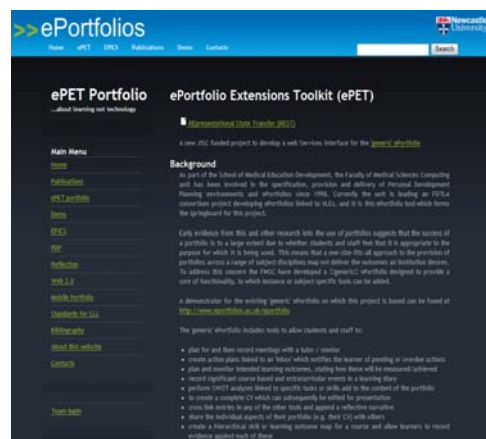 >> ePortfolios
Newcastle
University
Home ePET EPICS Publications Demo Contacts
Search
ePET Portfolio
...about learning not technology
Main Menu
Home
Publications
ePET portfolio
Demo
EPICS
PDP
Reflection
Web 2.0
Mobile Portfolio
Standards for LLL
Bibliography
About this website
Contacts
Team login
ePortfolio Extensions Toolkit (ePET)
REpresentational State Transfer (REST)
A new JISC funded project to develop a web Services interface for the 'generic' ePortfolio
Background
As part of the School of Medical Education Development, the Faculty of Medical Sciences Computing
unit has been involved in the specification, provision and delivery of Personal Development
Planning environments and ePortfolios since 1998. Currently the unit is leading an FDTL4
consortium project developing ePortfolios linked to VLEs, and it is this ePortfolio tool which forms
the springboard for this project.
Early evidence from this and other research into the use of portfolios suggests that the success of
a portfolio is to a large extent due to whether students and staff feel that it is appropriate to the
purpose for which it is being used. This means that a one-size fits all approach to the provision of
portfolios across a range of subject disciplines may not deliver the outcomes an institution desires.
To address this concern the FMSC have developed a generic ePortfolio designed to provide a
core of functionality, to which instance or subject specific tools can be added.
A demonstrator for the existing 'generic' ePortfolio on which this project is based can be found at
http://www.eportfolios.ac.uk/eportfolio
The 'generic' ePortfolio includes tools to allow students and staff to:
• plan for and then record meetings with a tutor / mentor
• create action plans linked to an 'inbox' which notifies the learner of pending or overdue actions
• plan and monitor intended learning outcomes, stating how these will be measured/achieved
• record significant course based and extracurricular events in a learning diary
• perform SWOT analyses linked to specific tasks or skills add to the content of the portfolio
• to create a complete CV which can subsequently be edited for presentation
• cross link entries in any of the other tools and append a reflective narrative
• share the individual aspects of their portfolio (e.g. their CV) with others
• create a hierarchical skill or learning outcome map for a course and allow learners to record
evidence against each of these